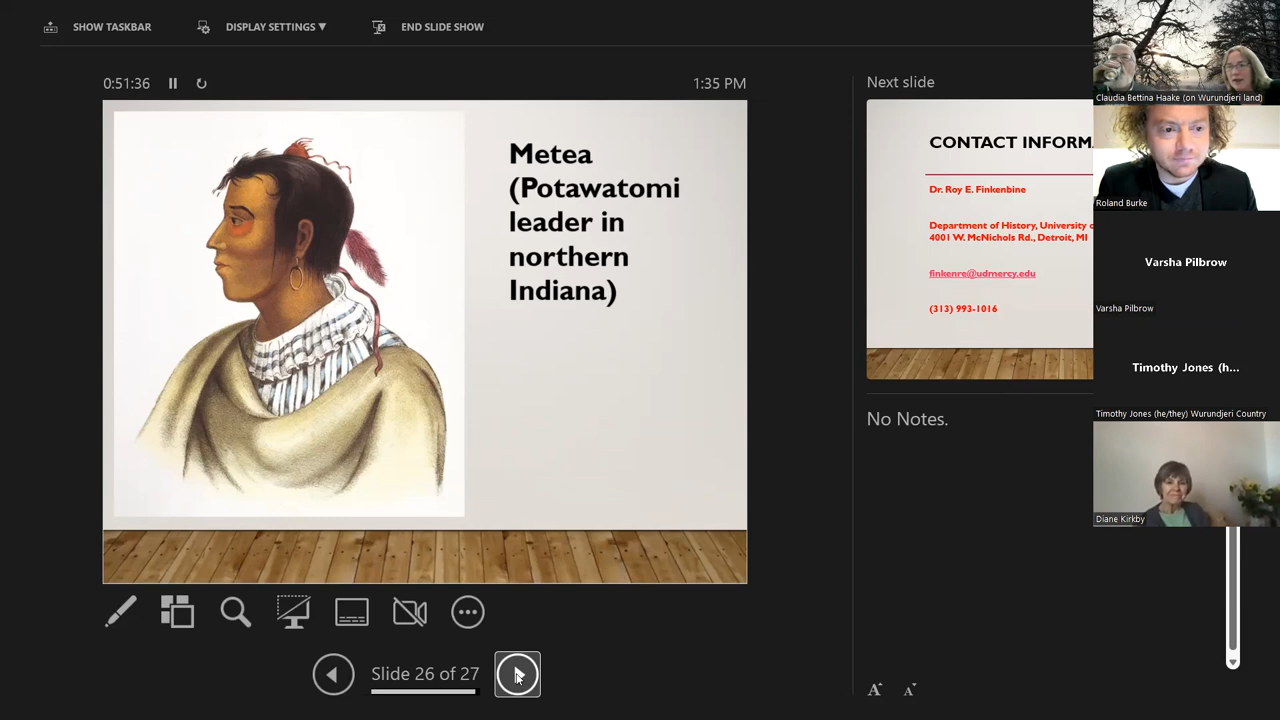 SHOW TASKBAR
DISPLAY SETTINGS ▼
END SLIDE SHOW
0:51:36
1:35 PM
Metea
(Potawatomi
leader in
northern
Indiana)
Next slide
CONTACT INFORM
Dr. Roy E. Finkenbine
Department of History, University
4001 W. McNichols Rd., Detroit, MI
finkenre@udmercy.edu
(313) 993-1016
No Notes.
Slide 26 of 27
A A
Claudia Bettina Haake (on Wurundjeri land)
Roland Burke
Varsha Pilbrow
Varsha Pilbrow
Timothy Jones (h...
Timothy Jones (he/they) Wurundjeri Country
Diane Kirkby